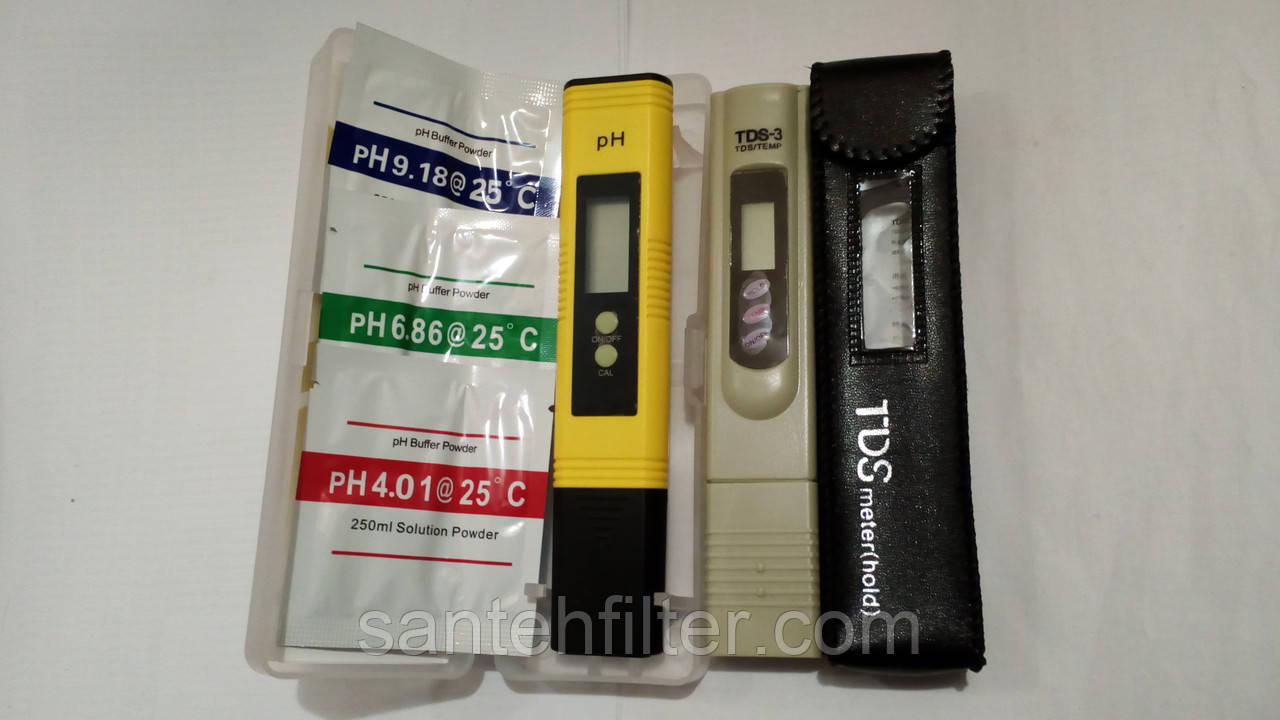 pH Buffer Powder
PH 9.18@ 25°C
pH Buffer Powder
PH 6.86@ 25°C
pH Buffer Powder
PH 4.01@ 25°C
250ml Solution Powder
pH
ON/OFF
CAL
TDS-3
TDS/TEMP
TDS meter(hold)
santehfilter.com